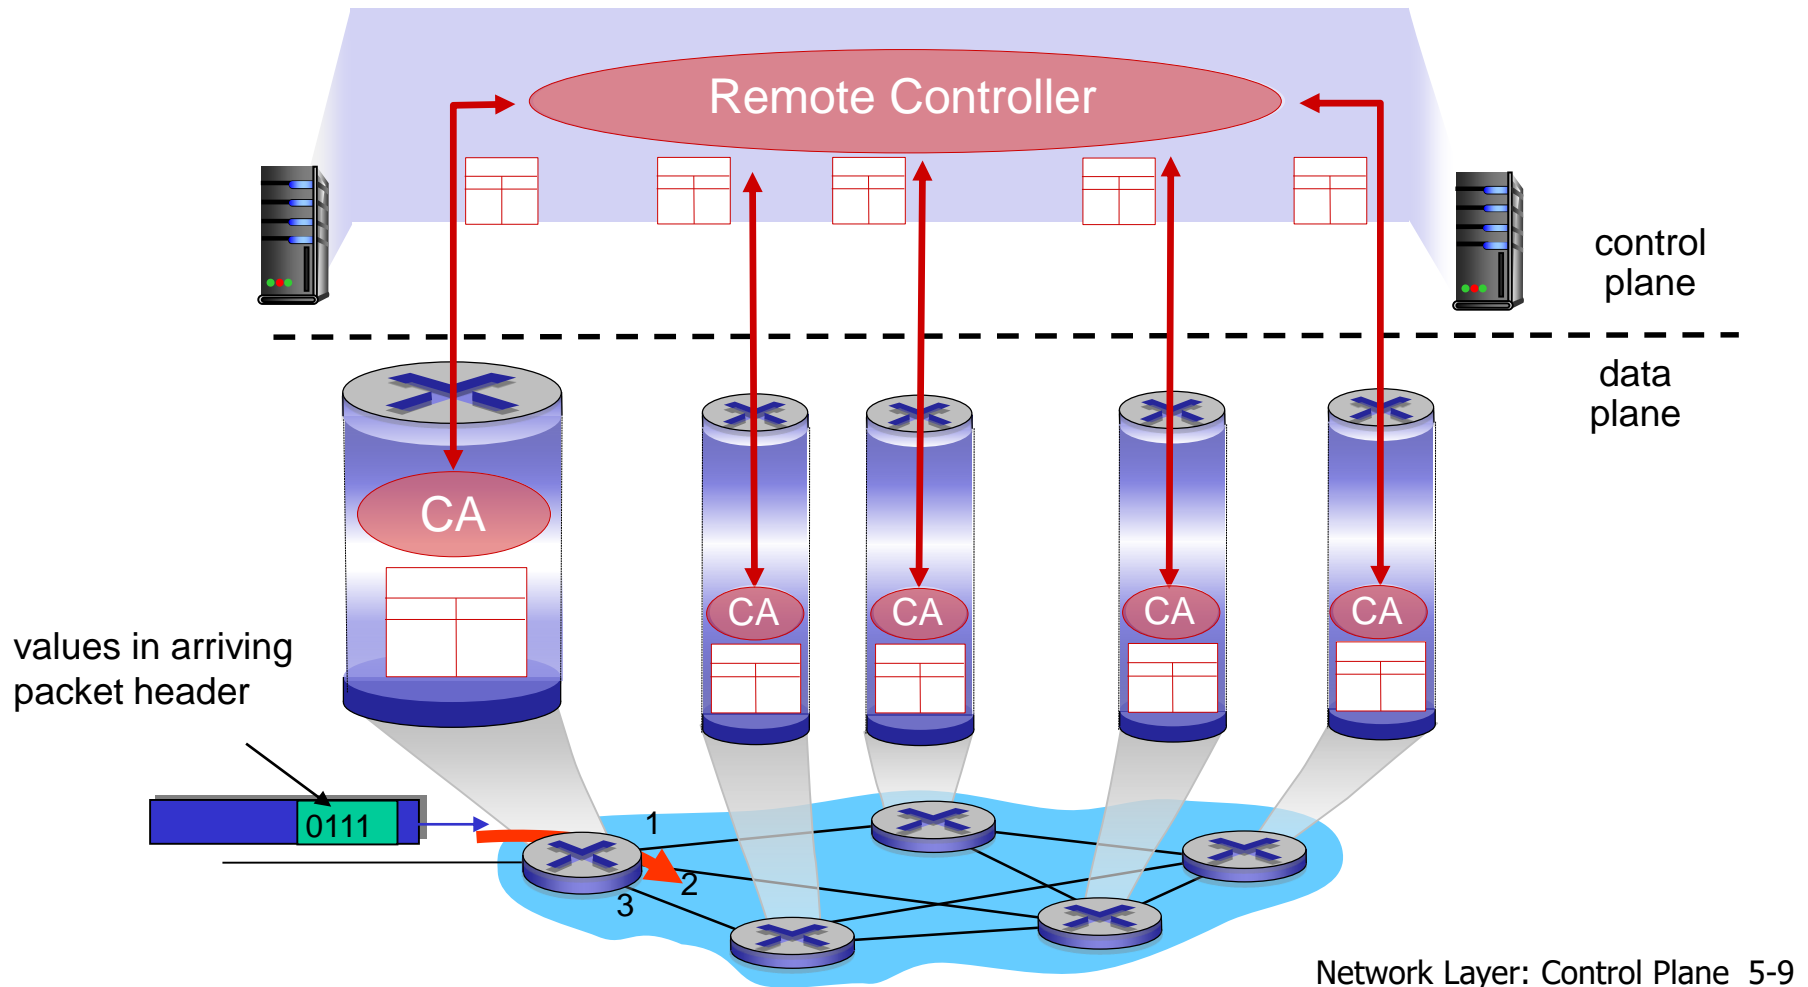 Remote Controller
control
plane
data
plane
CA
CA
CA
CA
CA
values in arriving
packet header
0111
1
2
3
Network Layer: Control Plane 5-9